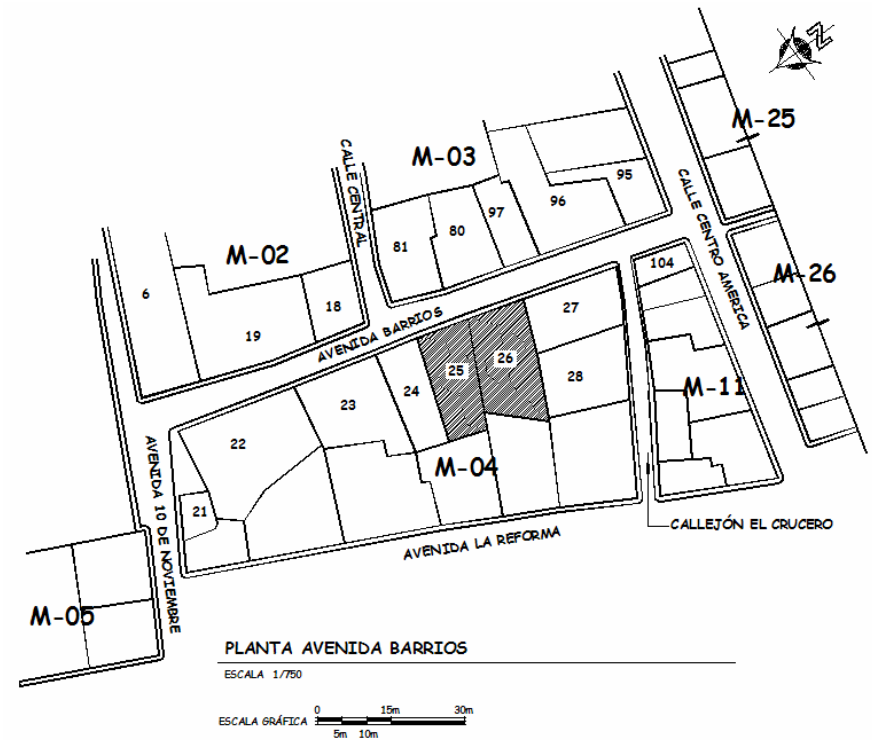 N
M-25
M-03
CALLE CENTRAL
95
97
96
80
81
CALLE CENTRO AMERICA
M-02
104
M-26
6
18
19
AVENIDA BARRIOS
27
26
25
28
24
23
M-11
22
M-04
AVENIDA 10 DE NOVIEMBRE
21
CALLEJÓN EL CRUCERO
AVENIDA LA REFORMA
M-05
PLANTA AVENIDA BARRIOS
ESCALA 1/750
ESCALA GRÁFICA
0 15m 30m
5m 10m